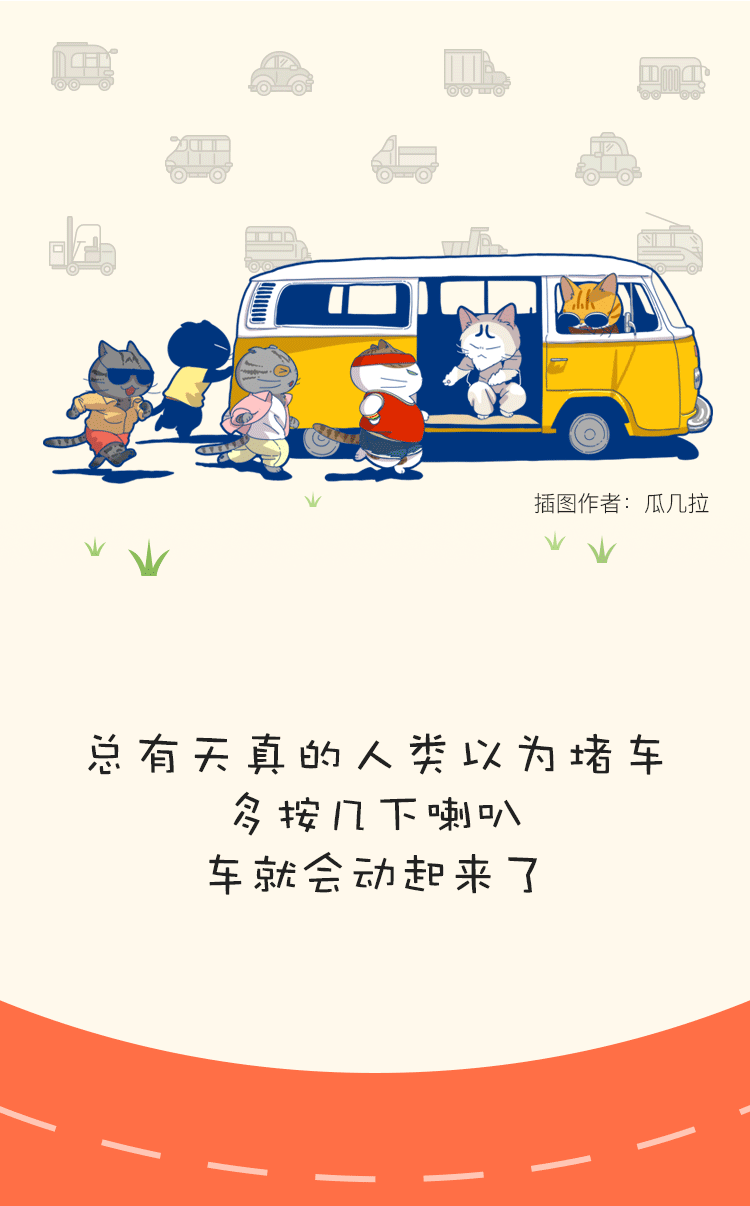 插图作者：瓜几拉
总有天真的人类以为堵车
多按几下喇叭
车就会动起来了